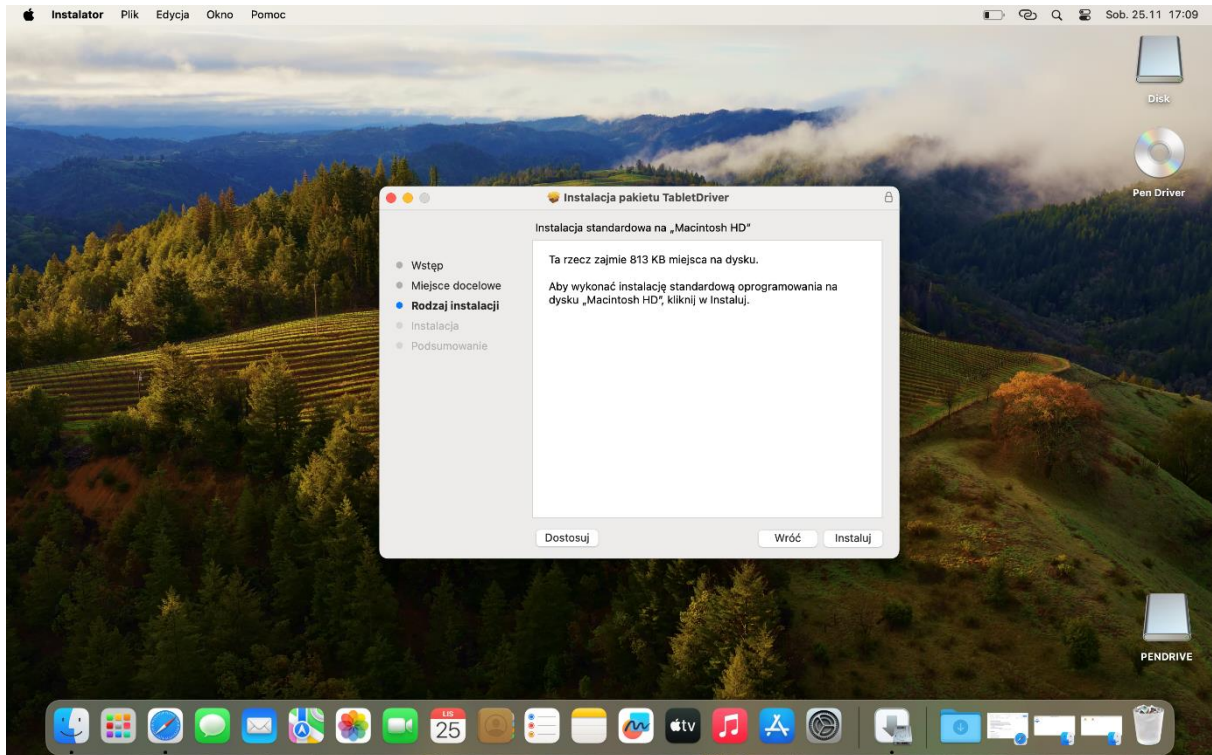 Instalator Plik Edycja Okno Pomoc Sob. 25.11 17:09
Disk
Pen Driver
Instalacja pakietu TabletDriver
Instalacja standardowa na „Macintosh HD”
Wstęp
Miejsce docelowe
Rodzaj instalacji
Instalacja
Podsumowanie
Ta rzecz zajmie 813 KB miejsca na dysku.
Aby wykonać instalację standardową oprogramowania na
dysku „Macintosh HD”, kliknij w Instaluj.
Dostosuj Wróć Instaluj
PENDRIVE
LIS
25
tv